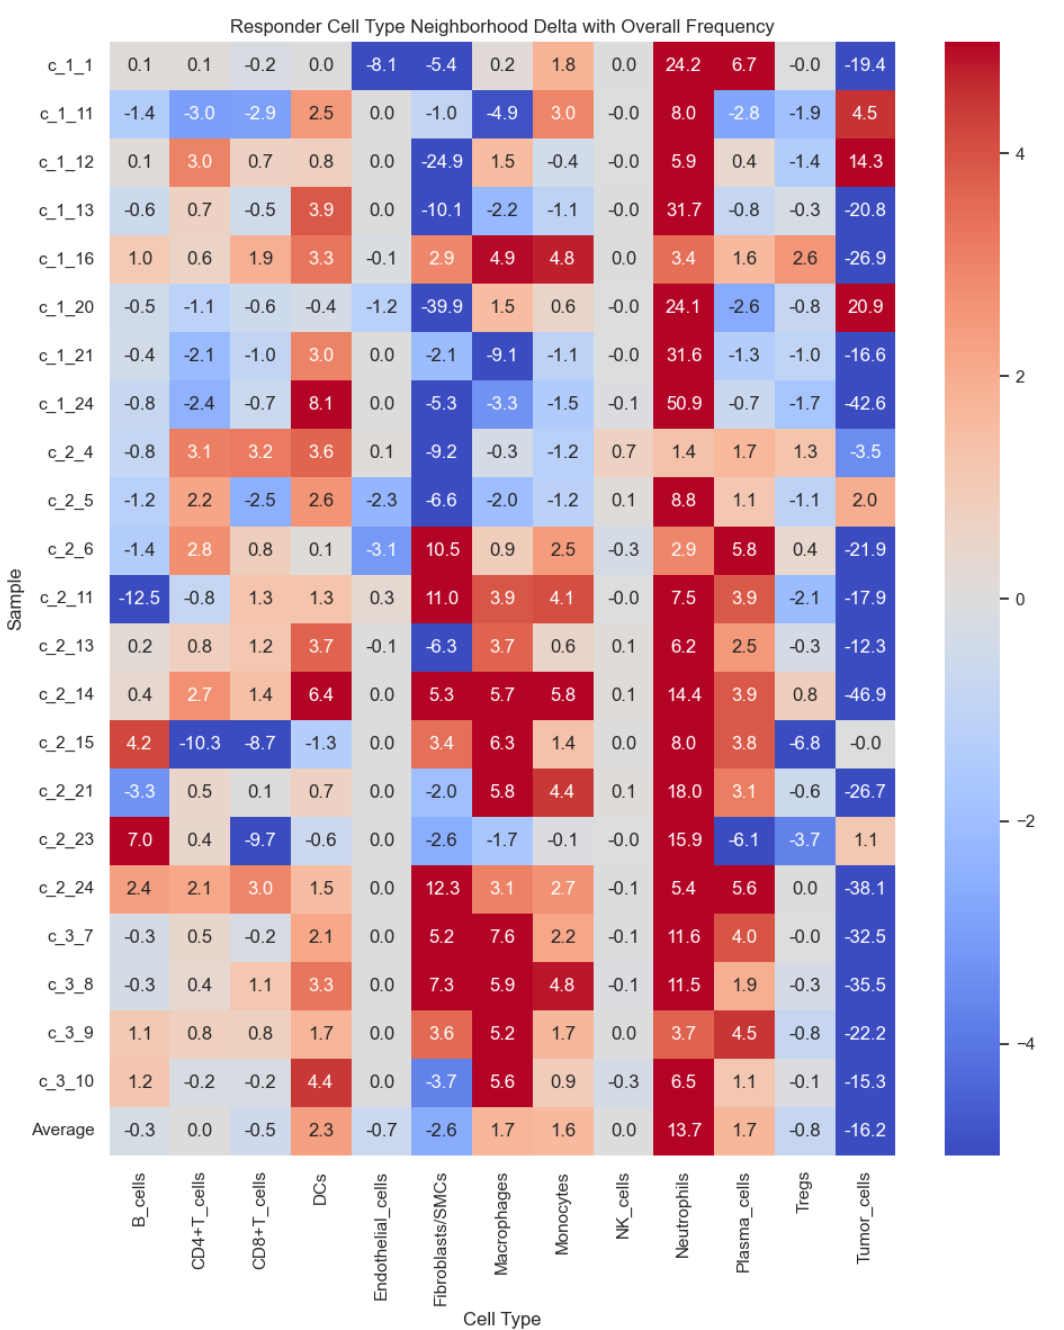 Responder Cell Type Neighborhood Delta with Overall Frequency
c_1_1 0.1 0.1 -0.2 0.0 -8.1 -5.4 0.2 1.8 0.0 24.2 6.7 -0.0 -19.4
c_1_11 -1.4 -3.0 -2.9 2.5 0.0 -1.0 -4.9 3.0 -0.0 8.0 -2.8 -1.9 4.5
c_1_12 0.1 3.0 0.7 0.8 0.0 -24.9 1.5 -0.4 -0.0 5.9 0.4 -1.4 14.3
c_1_13 -0.6 0.7 -0.5 3.9 0.0 -10.1 -2.2 -1.1 -0.0 31.7 -0.8 -0.3 -20.8
c_1_16 1.0 0.6 1.9 3.3 -0.1 2.9 4.9 4.8 0.0 3.4 1.6 2.6 -26.9
c_1_20 -0.5 -1.1 -0.6 -0.4 -1.2 -39.9 1.5 0.6 -0.0 24.1 -2.6 -0.8 20.9
c_1_21 -0.4 -2.1 -1.0 3.0 0.0 -2.1 -9.1 -1.1 -0.0 31.6 -1.3 -1.0 -16.6
c_1_24 -0.8 -2.4 -0.7 8.1 0.0 -5.3 -3.3 -1.5 -0.1 50.9 -0.7 -1.7 -42.6
c_2_4 -0.8 3.1 3.2 3.6 0.1 -9.2 -0.3 -1.2 0.7 1.4 1.7 1.3 -3.5
c_2_5 -1.2 2.2 -2.5 2.6 -2.3 -6.6 -2.0 -1.2 0.1 8.8 1.1 -1.1 2.0
c_2_6 -1.4 2.8 0.8 0.1 -3.1 10.5 0.9 2.5 -0.3 2.9 5.8 0.4 -21.9
c_2_11 -12.5 -0.8 1.3 1.3 0.3 11.0 3.9 4.1 -0.0 7.5 3.9 -2.1 -17.9
c_2_13 0.2 0.8 1.2 3.7 -0.1 -6.3 3.7 0.6 0.1 6.2 2.5 -0.3 -12.3
c_2_14 0.4 2.7 1.4 6.4 0.0 5.3 5.7 5.8 0.1 14.4 3.9 0.8 -46.9
c_2_15 4.2 -10.3 -8.7 -1.3 0.0 3.4 6.3 1.4 0.0 8.0 3.8 -6.8 -0.0
c_2_21 -3.3 0.5 0.1 0.7 0.0 -2.0 5.8 4.4 0.1 18.0 3.1 -0.6 -26.7
c_2_23 7.0 0.4 -9.7 -0.6 0.0 -2.6 -1.7 -0.1 -0.0 15.9 -6.1 -3.7 1.1
c_2_24 2.4 2.1 3.0 1.5 0.0 12.3 3.1 2.7 -0.1 5.4 5.6 0.0 -38.1
c_3_7 -0.3 0.5 -0.2 2.1 0.0 5.2 7.6 2.2 -0.1 11.6 4.0 -0.0 -32.5
c_3_8 -0.3 0.4 1.1 3.3 0.0 7.3 5.9 4.8 -0.1 11.5 1.9 -0.3 -35.5
c_3_9 1.1 0.8 0.8 1.7 0.0 3.6 5.2 1.7 0.0 3.7 4.5 -0.8 -22.2
c_3_10 1.2 -0.2 -0.2 4.4 0.0 -3.7 5.6 0.9 -0.3 6.5 1.1 -0.1 -15.3
Average -0.3 0.0 -0.5 2.3 -0.7 -2.6 1.7 1.6 0.0 13.7 1.7 -0.8 -16.2
B_cells
CD4+T_cells
CD8+T_cells
DCs
Endothelial_cells
Fibroblasts/SMCs
Macrophages
Monocytes
NK_cells
Neutrophils
Plasma_cells
Tregs
Tumor_cells
Cell Type
Sample
4
2
0
−2
−4